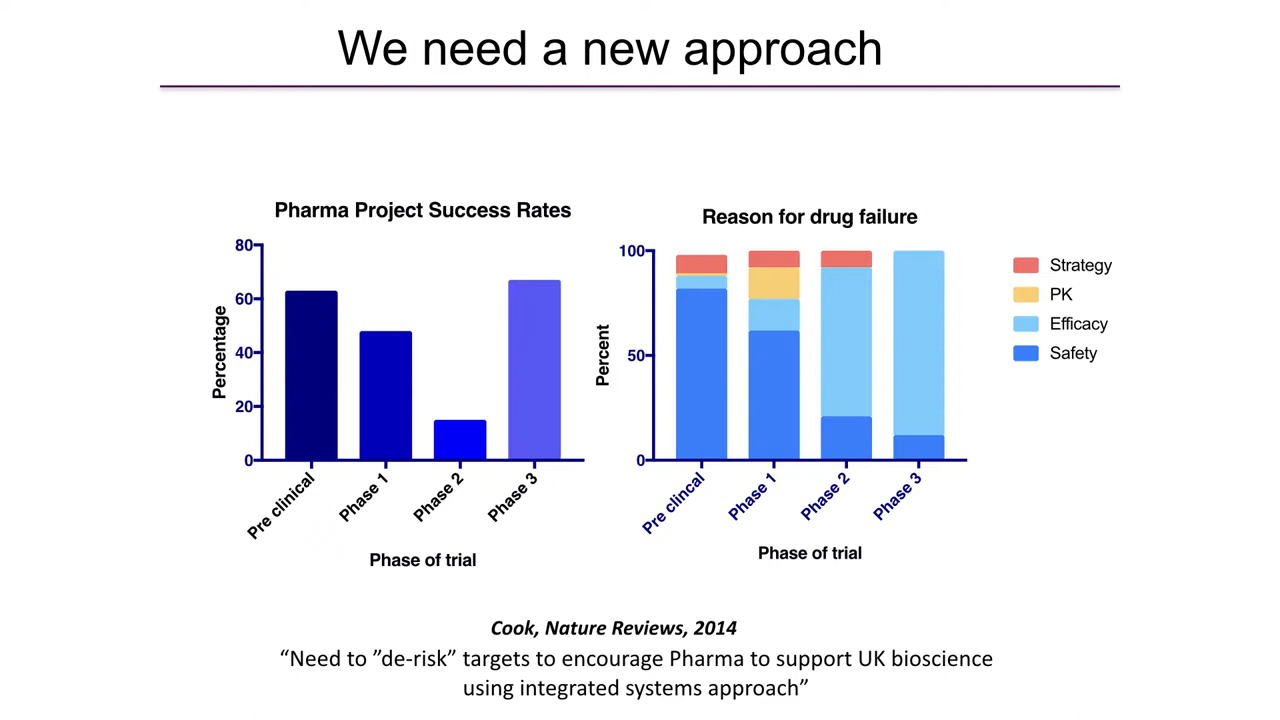 We need a new approach
Pharma Project Success Rates
80
60
40
20
0
Percentage
Pre clinical
Phase 1
Phase 2
Phase 3
Phase of trial
Reason for drug failure
100
50
0
Percent
Pre clincal
Phase 1
Phase 2
Phase 3
Phase of trial
Strategy
PK
Efficacy
Safety
Cook, Nature Reviews, 2014
“Need to ”de-risk” targets to encourage Pharma to support UK bioscience
using integrated systems approach”